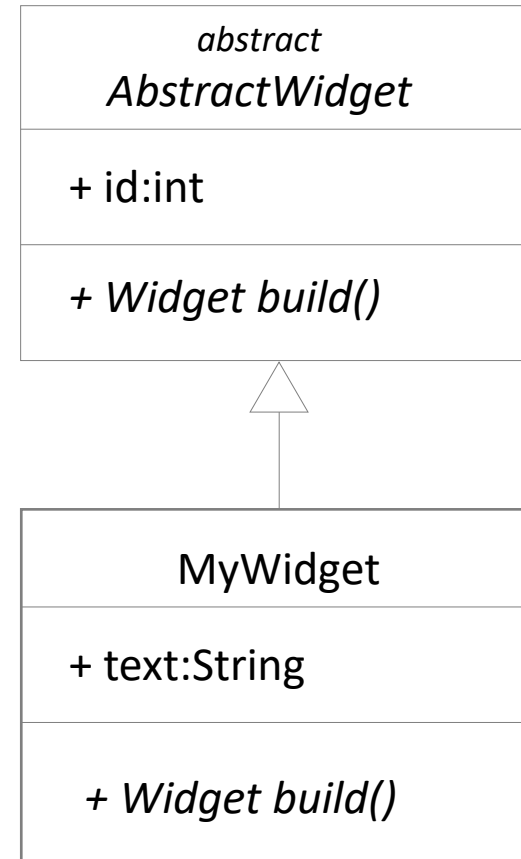 abstract
AbstractWidget
+ id:int
+ Widget build()
MyWidget
+ text:String
+ Widget build()